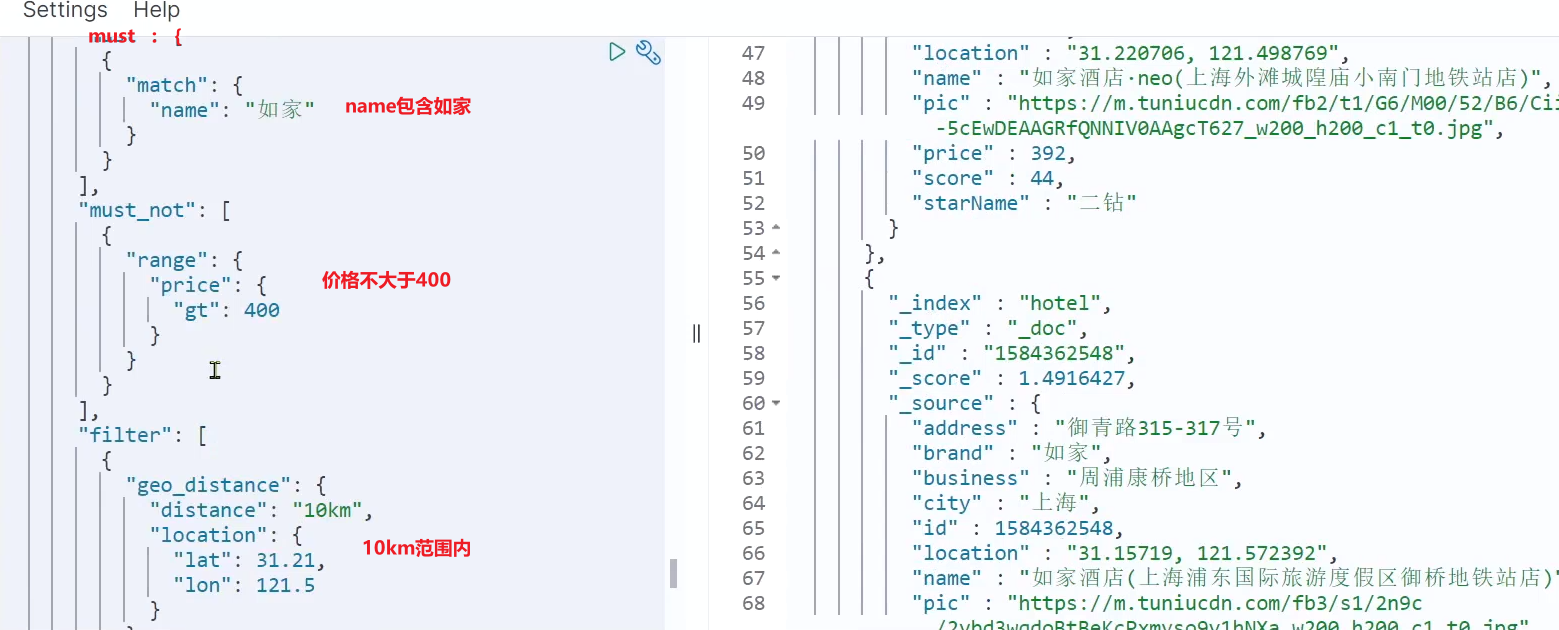 Settings Help
must : {
{
"match": {
"name": "如家" name包含如家
}
}
],
"must_not": [
{
"range": {
"price": { 价格不大于400
"gt": 400
}
}
}
],
"filter": [
{
"geo_distance": {
"distance": "10km",
"location": { 10km范围内
"lat": 31.21,
"lon": 121.5
}
47 "location" : "31.220706, 121.498769",
48 "name" : "如家酒店·neo(上海外滩城隍庙小南门地铁站店)",
49 "pic" : "https://m.tuniucdn.com/fb2/t1/G6/M00/52/B6/Cii
-5cEwDEAAGRfQNNIV0AAgcT627_w200_h200_c1_t0.jpg",
50 "price" : 392,
51 "score" : 44,
52 "starName" : "二钻"
53 }
54 },
55 {
56 "_index" : "hotel",
57 "_type" : "_doc",
58 "_id" : "1584362548",
59 "_score" : 1.4916427,
60 "_source" : {
61 "address" : "御青路315-317号",
62 "brand" : "如家",
63 "business" : "周浦康桥地区",
64 "city" : "上海",
65 "id" : 1584362548,
66 "location" : "31.15719, 121.572392",
67 "name" : "如家酒店(上海浦东国际旅游度假区御桥地铁站店)"
68 "pic" : "https://m.tuniucdn.com/fb3/s1/2n9c